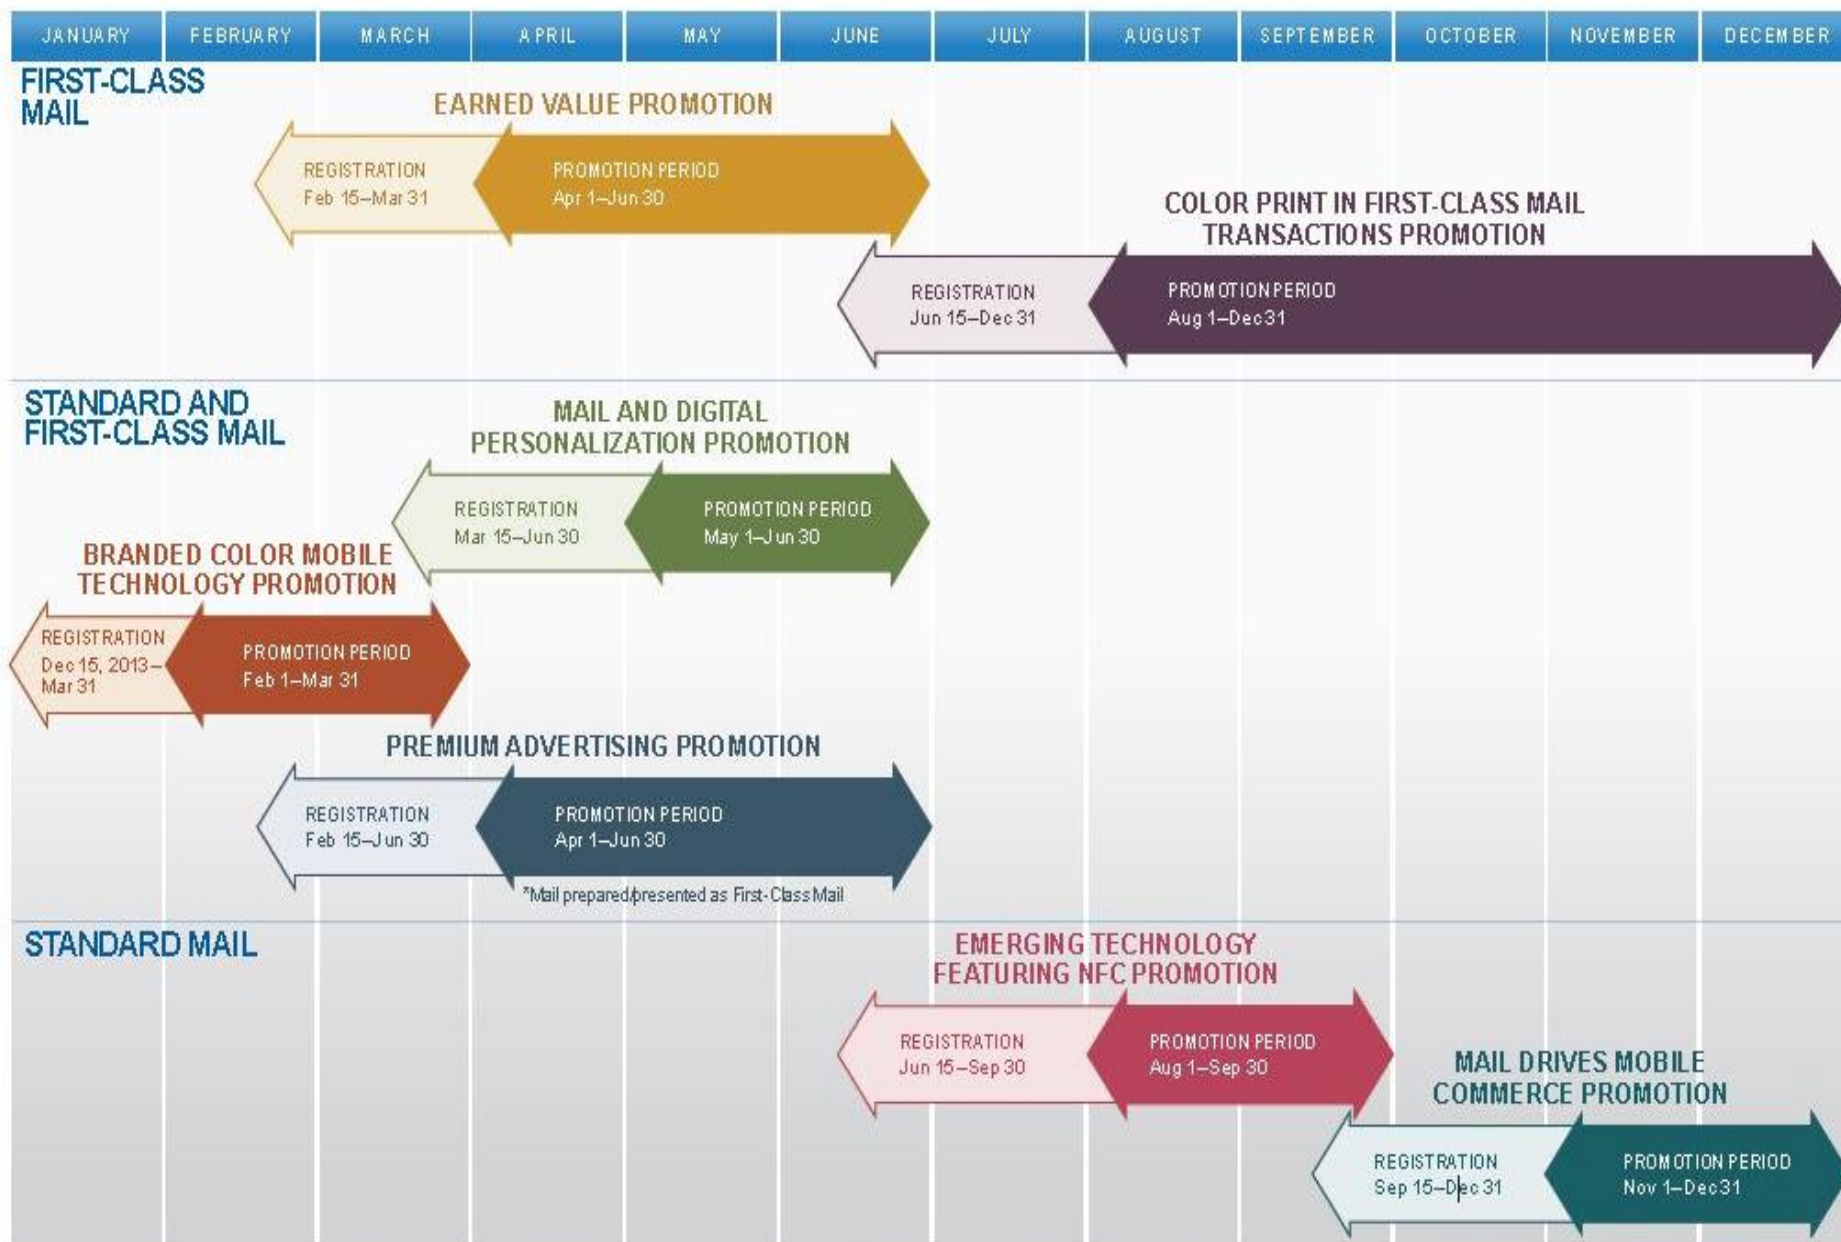 JANUARY FEBRUARY MARCH APRIL MAY JUNE JULY AUGUST SEPTEMBER OCTOBER NOVEMBER DECEMBER
FIRST-CLASS
MAIL
EARNED VALUE PROMOTION
REGISTRATION
Feb 15–Mar 31
PROMOTION PERIOD
Apr 1–Jun 30
COLOR PRINT IN FIRST-CLASS MAIL
TRANSACTIONS PROMOTION
REGISTRATION
Jun 15–Dec 31
PROMOTION PERIOD
Aug 1–Dec 31
STANDARD AND
FIRST-CLASS MAIL
MAIL AND DIGITAL
PERSONALIZATION PROMOTION
REGISTRATION
Mar 15–Jun 30
PROMOTION PERIOD
May 1–Jun 30
BRANDED COLOR MOBILE
TECHNOLOGY PROMOTION
REGISTRATION
Dec 15, 2013–
Mar 31
PROMOTION PERIOD
Feb 1–Mar 31
PREMIUM ADVERTISING PROMOTION
REGISTRATION
Feb 15–Jun 30
PROMOTION PERIOD
Apr 1–Jun 30
*Mail prepared/presented as First-Class Mail
STANDARD MAIL
EMERGING TECHNOLOGY
FEATURING NFC PROMOTION
REGISTRATION
Jun 15–Sep 30
PROMOTION PERIOD
Aug 1–Sep 30
MAIL DRIVES MOBILE
COMMERCE PROMOTION
REGISTRATION
Sep 15–Dec 31
PROMOTION PERIOD
Nov 1–Dec 31